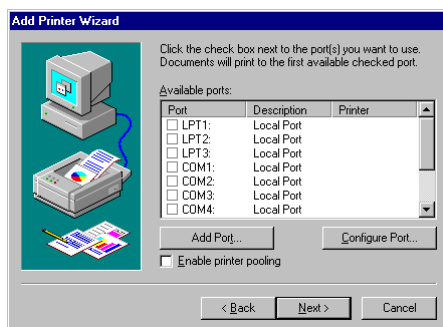 Add Printer Wizard
Click the check box next to the port(s) you want to use.
Documents will print to the first available checked port.
Available ports:
Port Description Printer
LPT1: Local Port
LPT2: Local Port
LPT3: Local Port
COM1: Local Port
COM2: Local Port
COM3: Local Port
COM4: Local Port
Add Port... Configure Port...
Enable printer pooling
< Back Next > Cancel